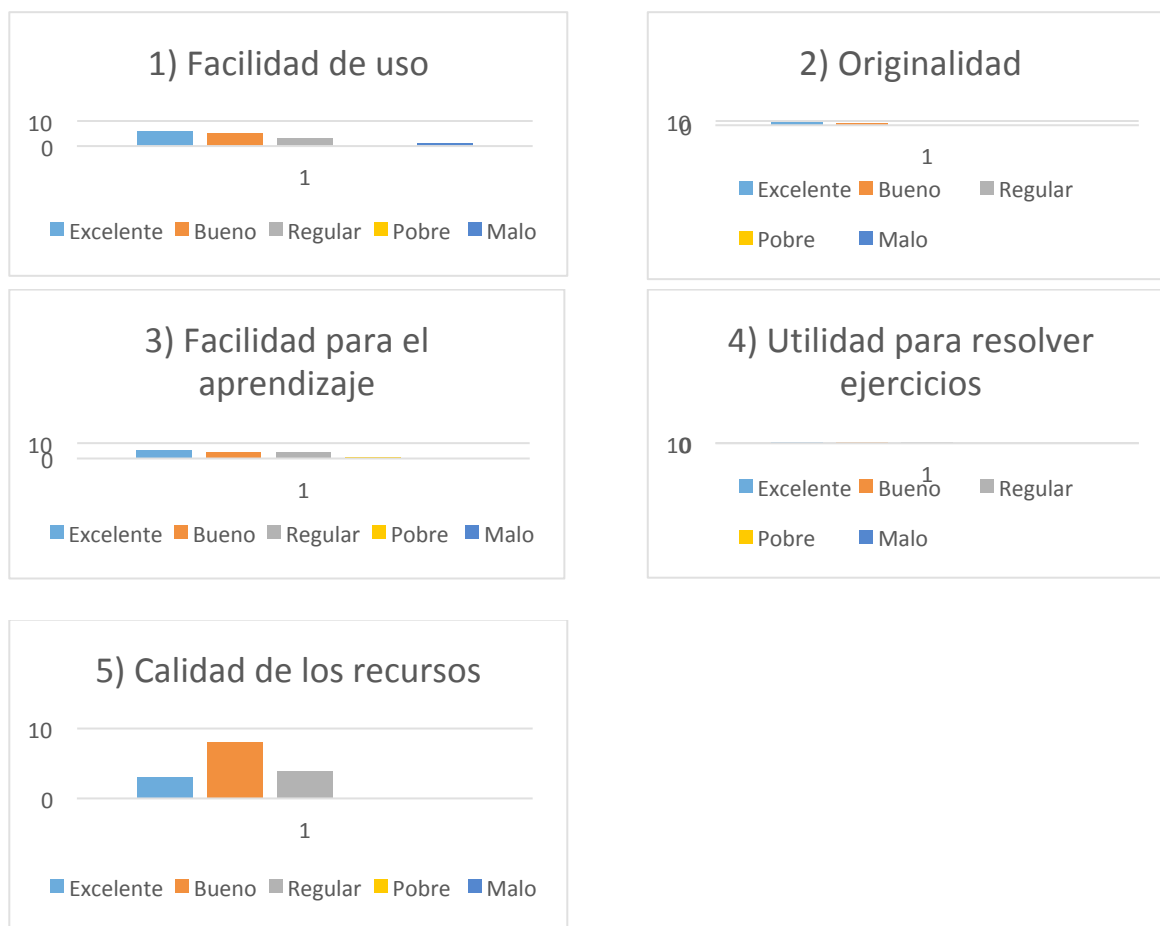 1) Facilidad de uso
10
0
1
Excelente Bueno Regular Pobre Malo
2) Originalidad
10
0
1
Excelente Bueno Regular
Pobre Malo
3) Facilidad para el
aprendizaje
10
0
1
Excelente Bueno Regular Pobre Malo
4) Utilidad para resolver
ejercicios
10
0
1
Excelente Bueno Regular
Pobre Malo
5) Calidad de los recursos
10
0
1
Excelente Bueno Regular Pobre Malo